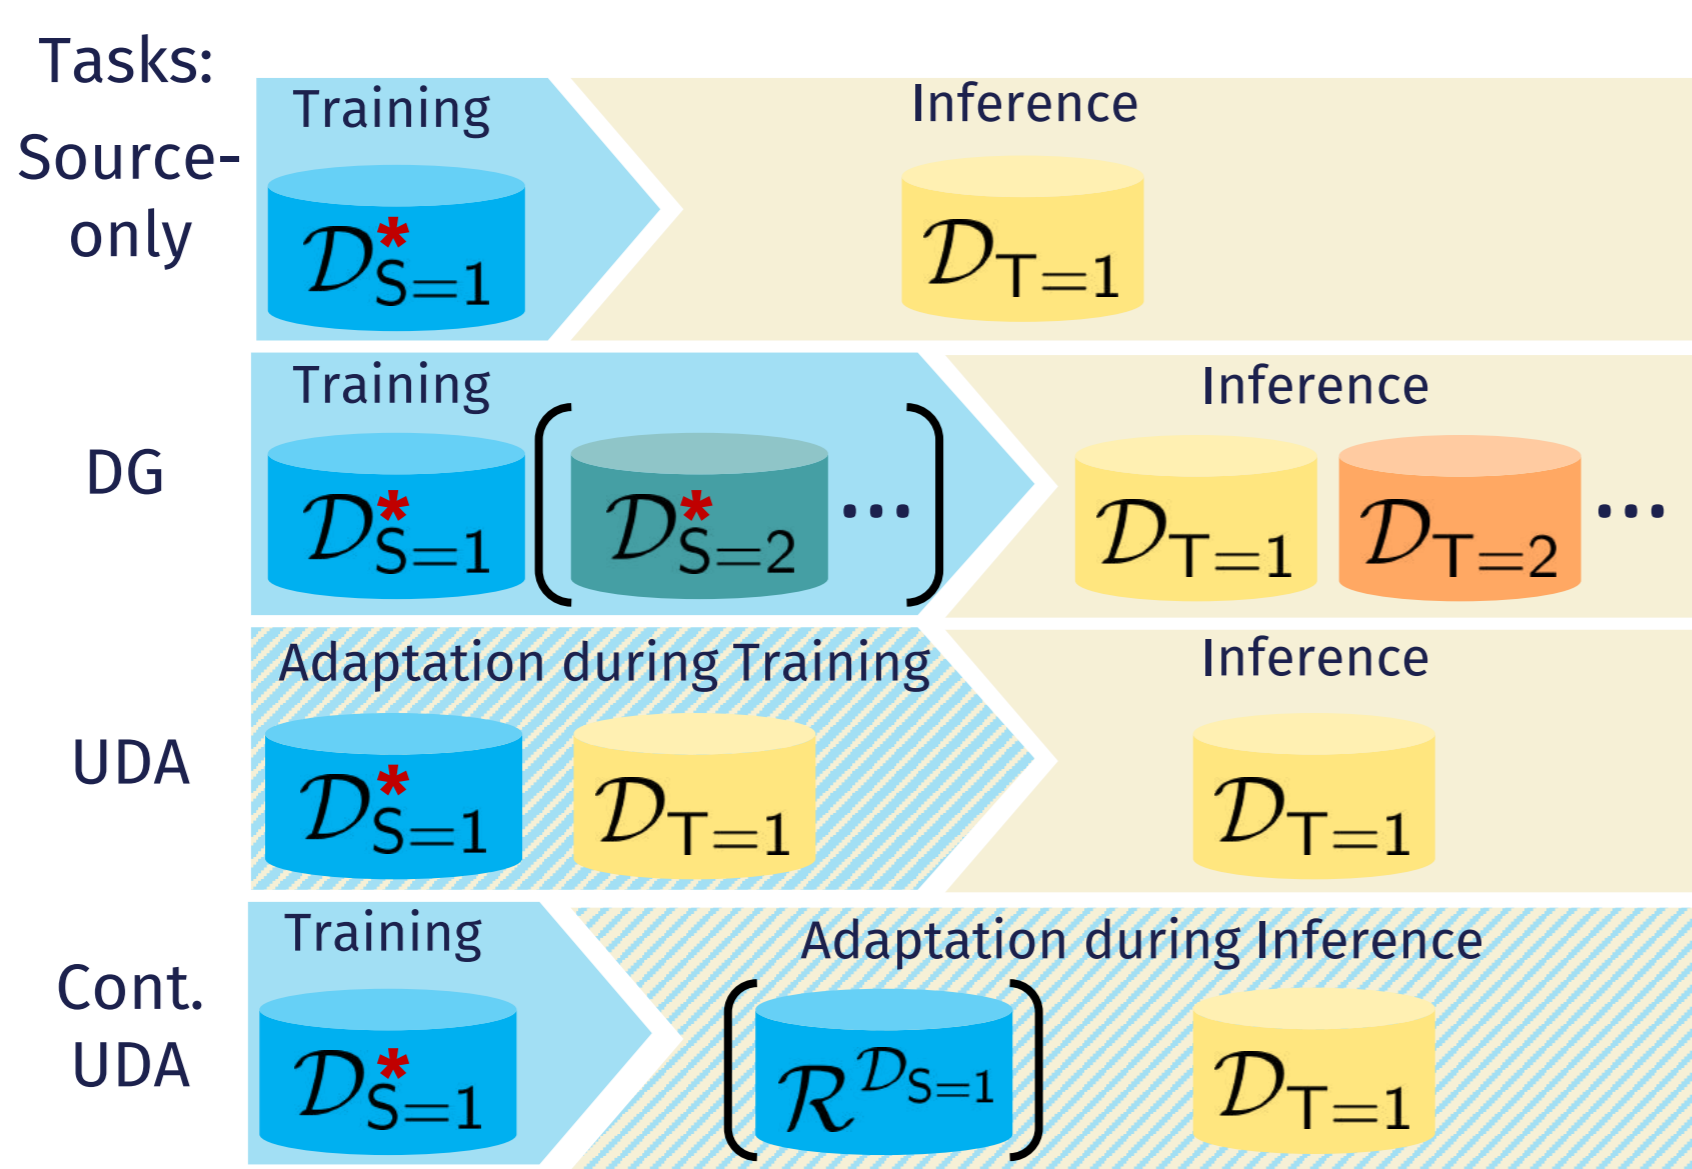 Tasks:
Source-
only
Training
Inference
𝒟*S=1
𝒟T=1
DG
Training
Inference
𝒟*S=1
𝒟*S=2
...
𝒟T=1
𝒟T=2
...
UDA
Adaptation during Training
Inference
𝒟*S=1
𝒟T=1
𝒟T=1
Cont.
UDA
Training
Adaptation during Inference
𝒟*S=1
ℛ𝒟S=1
𝒟T=1